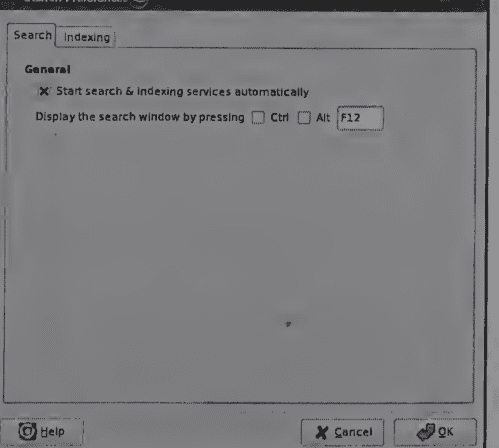 Search Indexing
General
Start search & indexing services automatically
Display the search window by pressing Ctrl Alt F12
Help Cancel OK